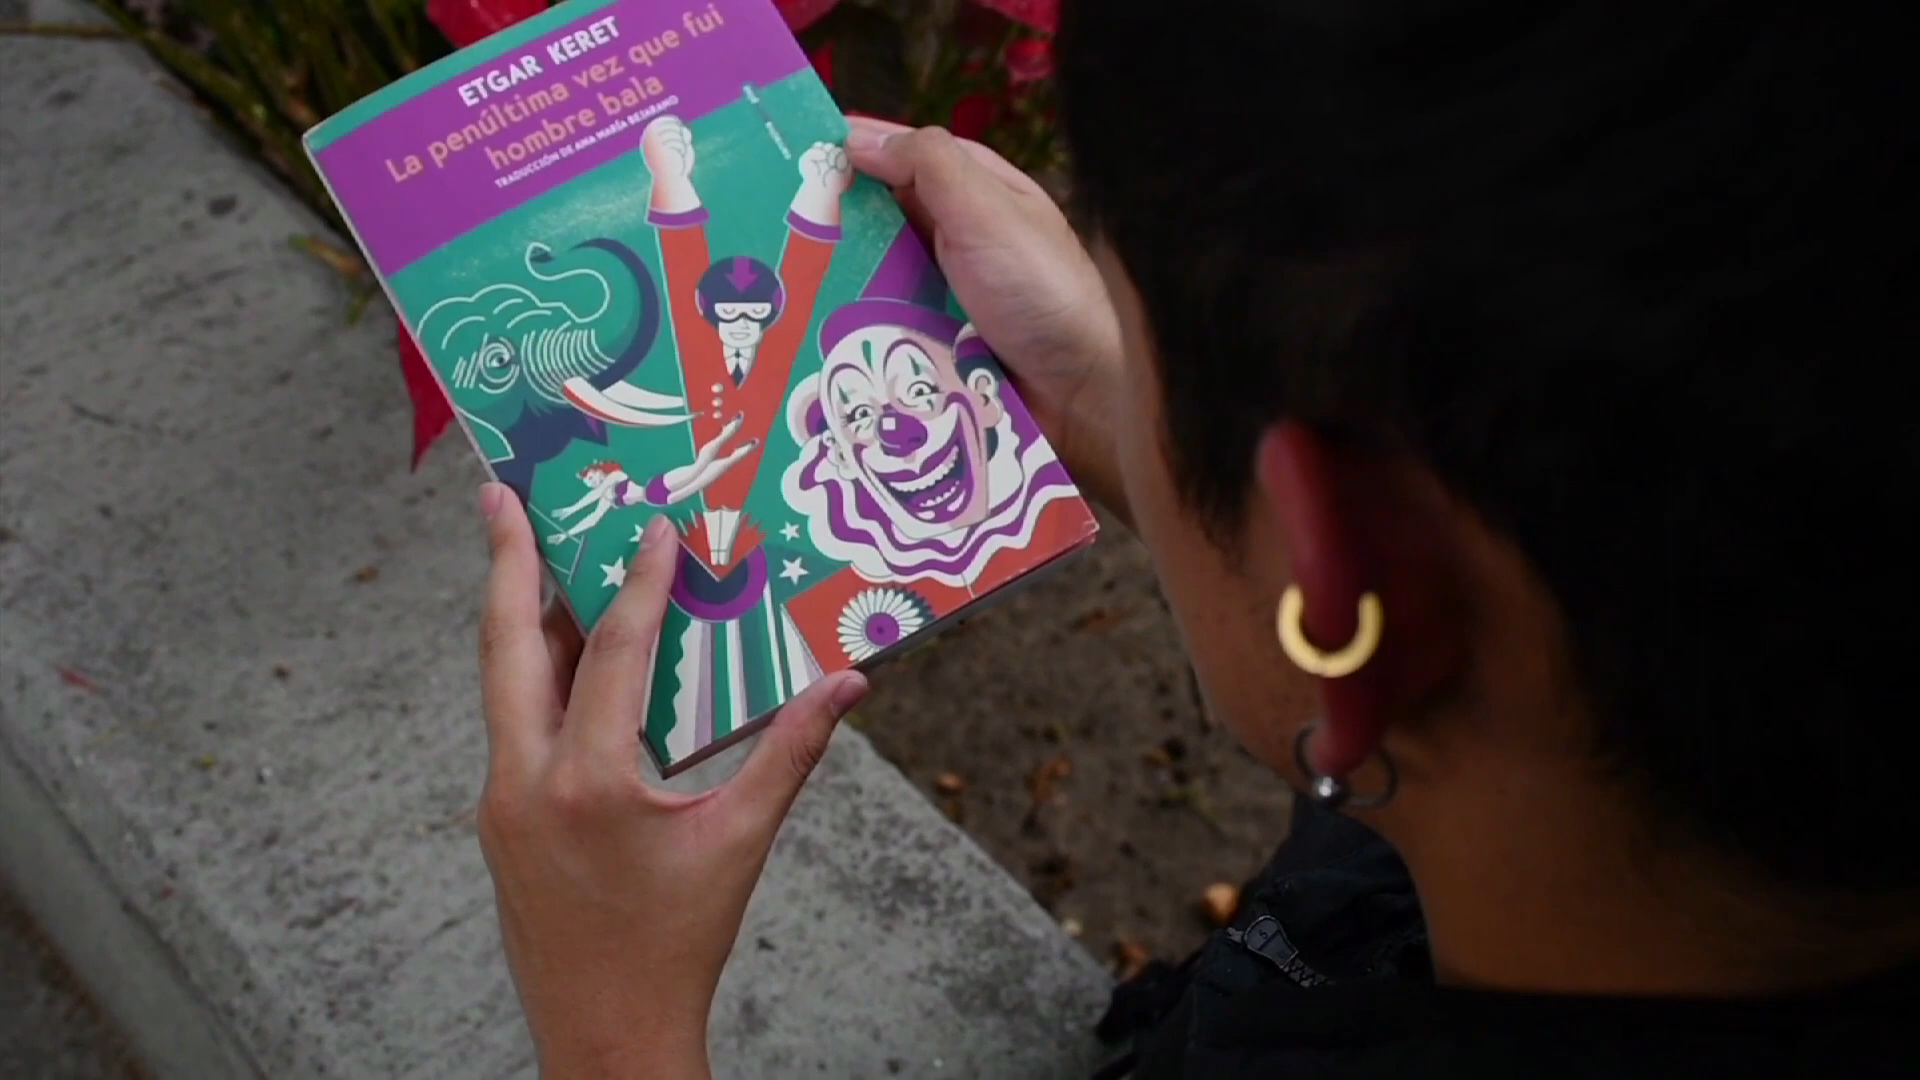 ETGAR KERET
La penúltima vez que fui
hombre bala
TRADUCCIÓN DE ANA MARÍA BEJARANO